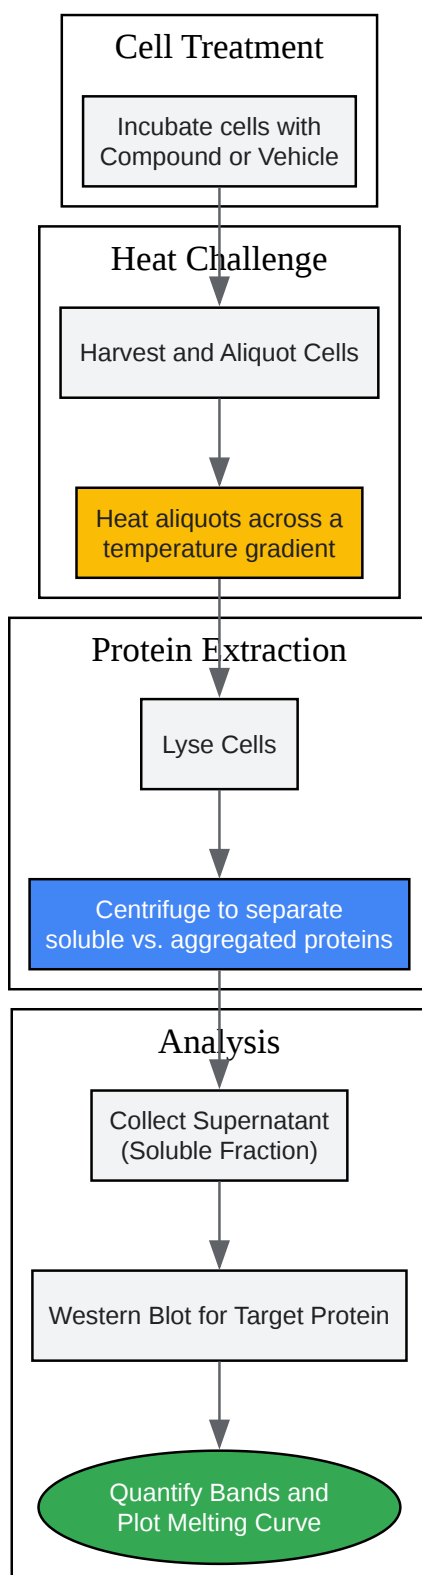 Cell Treatment
Incubate cells with
Compound or Vehicle
Heat Challenge
Harvest and Aliquot Cells
Heat aliquots across a
temperature gradient
Protein Extraction
Lyse Cells
Centrifuge to separate
soluble vs. aggregated proteins
Analysis
Collect Supernatant
(Soluble Fraction)
Western Blot for Target Protein
Quantify Bands and
Plot Melting Curve